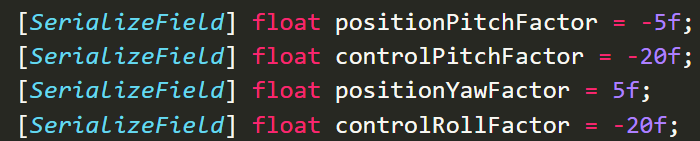 [SerializeField] float positionPitchFactor = -5f;
[SerializeField] float controlPitchFactor = -20f;
[SerializeField] float positionYawFactor = 5f;
[SerializeField] float controlRollFactor = -20f;